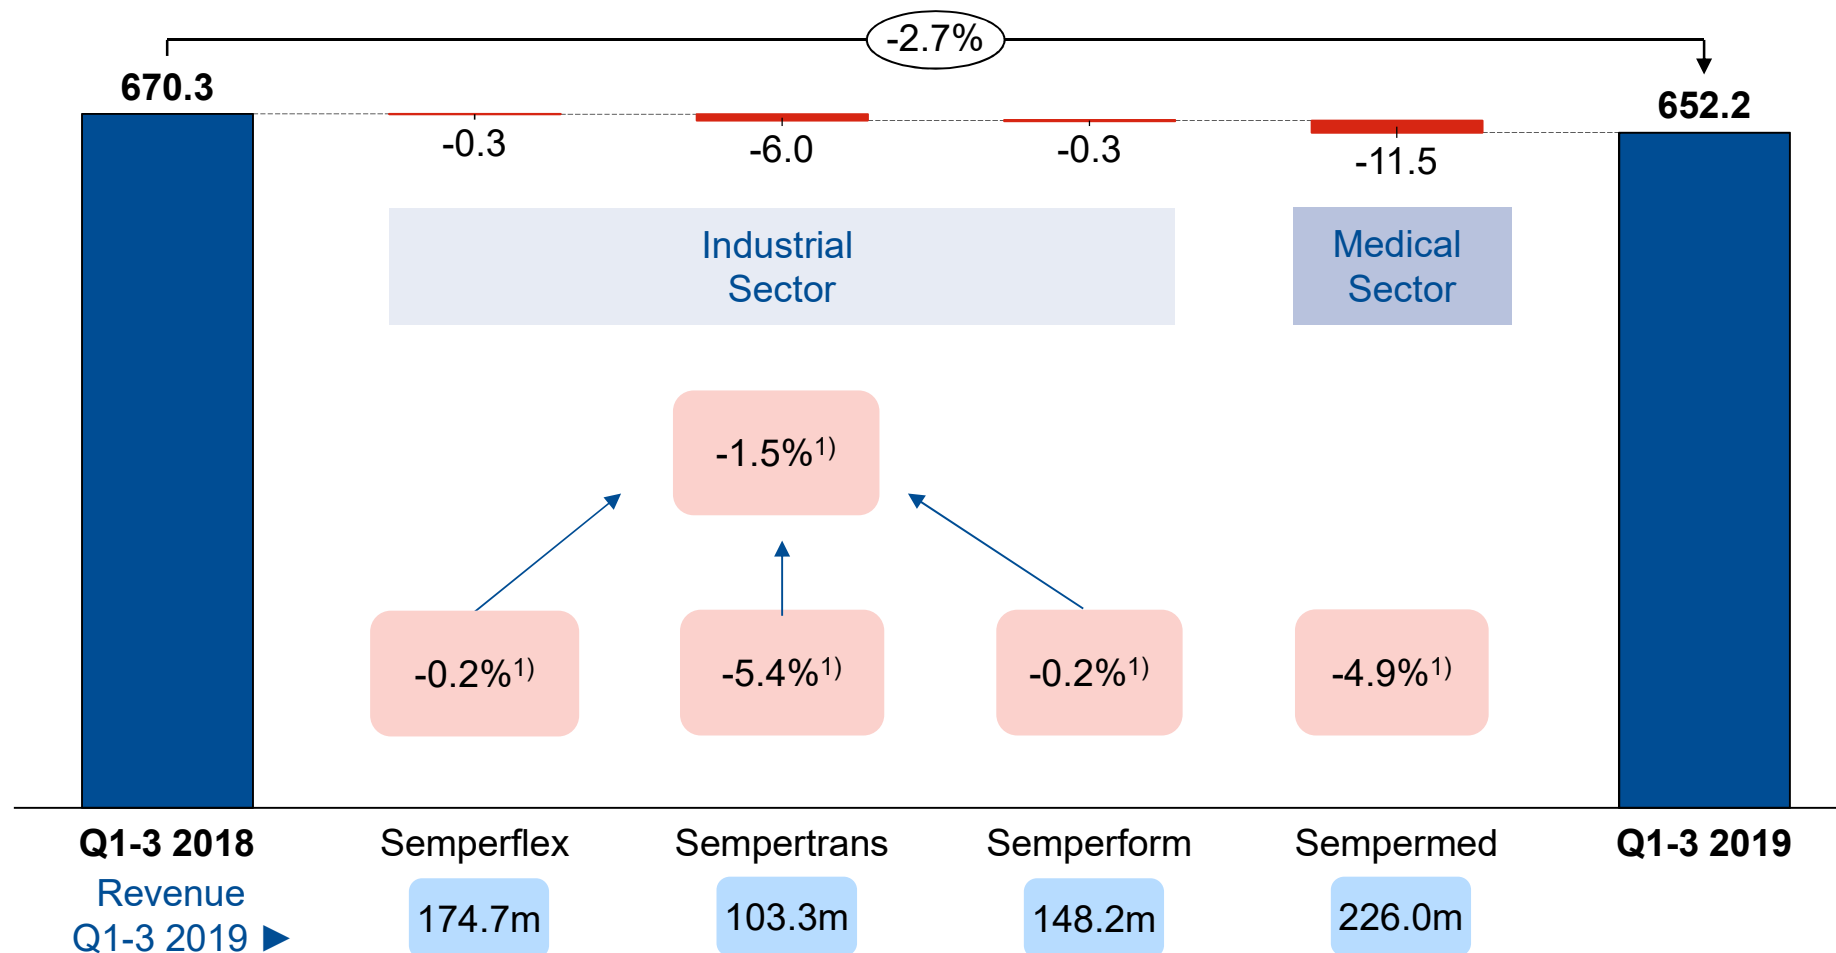 -2.7%
670.3
652.2
-0.3
-6.0
-0.3
-11.5
Industrial
Sector
Medical
Sector
-1.5%1)
-0.2%1)
-5.4%1)
-0.2%1)
-4.9%1)
Q1-3 2018
Semperflex
Sempertrans
Semperform
Sempermed
Q1-3 2019
Revenue
Q1-3 2019 ►
174.7m
103.3m
148.2m
226.0m